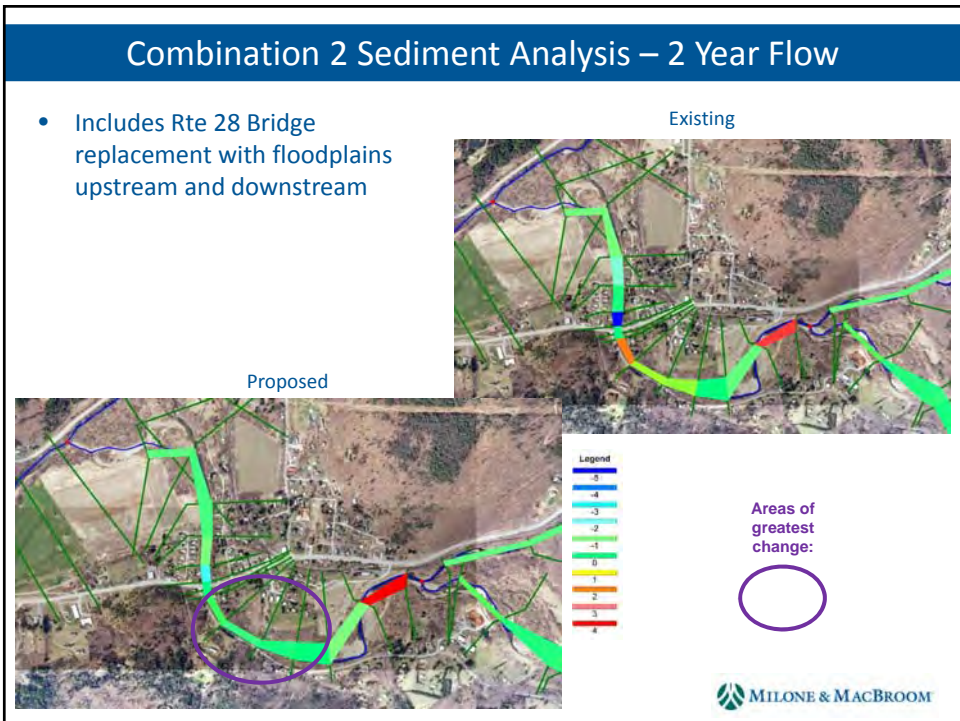 Combination 2 Sediment Analysis – 2 Year Flow
• Includes Rte 28 Bridge
replacement with floodplains
upstream and downstream
Existing
Proposed
Legend
-5
-4
-3
-2
-1
0
1
2
3
4
Areas of
greatest
change:
MILONE & MACBROOM